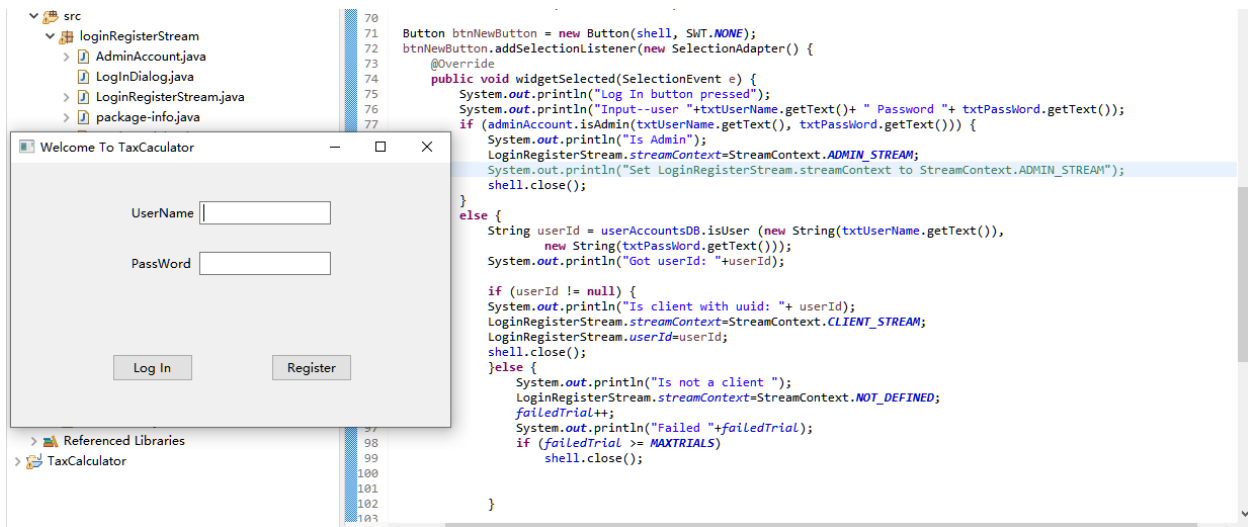 src
loginRegisterStream
AdminAccount.java
LogInDialog.java
LoginRegisterStream.java
package-info.java
Welcome To TaxCaculator
UserName
PassWord
Log In
Register
Referenced Libraries
TaxCalculator
70
71 Button btnNewButton = new Button(shell, SWT.NONE);
72 btnNewButton.addSelectionListener(new SelectionAdapter() {
73 @Override
74 public void widgetSelected(SelectionEvent e) {
75 System.out.println("Log In button pressed");
76 System.out.println("Input--user "+txtUserName.getText()+ " Password "+ txtPassWord.getText());
77 if (adminAccount.isAdmin(txtUserName.getText(), txtPassWord.getText())) {
System.out.println("Is Admin");
LoginRegisterStream.streamContext=StreamContext.ADMIN_STREAM;
System.out.println("Set LoginRegisterStream.streamContext to StreamContext.ADMIN_STREAM");
shell.close();
}
else {
String userId = userAccountsDB.isUser (new String(txtUserName.getText()),
new String(txtPassWord.getText()));
System.out.println("Got userId: "+userId);
if (userId != null) {
System.out.println("Is client with uuid: "+ userId);
LoginRegisterStream.streamContext=StreamContext.CLIENT_STREAM;
LoginRegisterStream.userId=userId;
shell.close();
}else {
System.out.println("Is not a client ");
LoginRegisterStream.streamContext=StreamContext.NOT_DEFINED;
failedTrial++;
97 System.out.println("Failed "+failedTrial);
98 if (failedTrial >= MAXTRIALS)
99 shell.close();
100
101
102 }
103